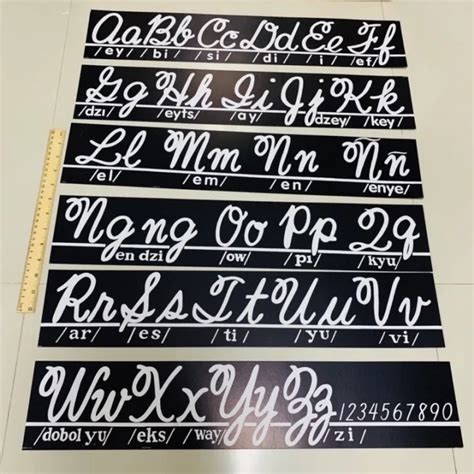 Aa Bb Cc Dd Ee Ff
/ey/ /bi/ /si/ /di/ /i/ /ef/
Gg Hh Ii Jj Kk
/dzi/ /eyts/ /ay/ /dzey/ /key/
Ll Mm Nn Ññ
/el/ /em/ /en/ /enye/
Ng ng Oo Pp Qq
en dzi /ow/ /pi/ /kyu/
Rr Ss Tt Uu Vv
/ar/ /es/ /ti/ /yu/ /vi/
Ww Xx Yy Zz 1234567890
/dobol yu/ /eks/ /way/ /zi/